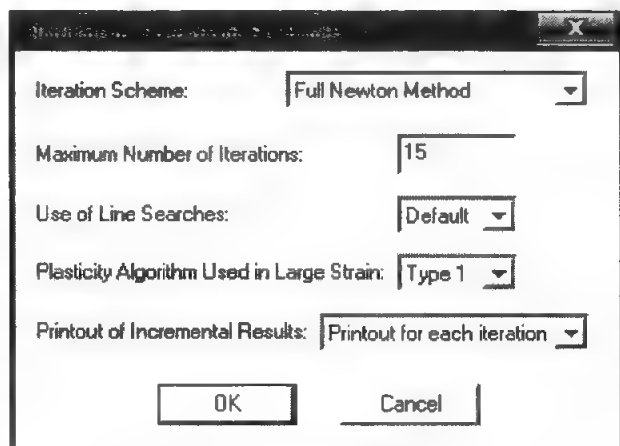 Iteration Scheme: Full Newton Method
Maximum Number of Iterations: 15
Use of Line Searches: Default
Plasticity Algorithm Used in Large Strain: Type 1
Printout of Incremental Results: Printout for each iteration
OK Cancel